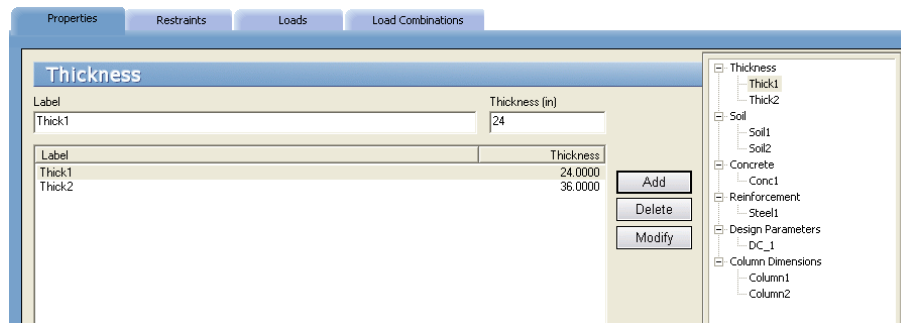 Properties
Restraints
Loads
Load Combinations
Thickness
Label
Thickness (in)
Thick1
24
Label Thickness
Thick1 24.0000
Thick2 36.0000
Add
Delete
Modify
Thickness
Thick1
Thick2
Soil
Soil1
Soil2
Concrete
Conc1
Reinforcement
Steel1
Design Parameters
DC_1
Column Dimensions
Column1
Column2